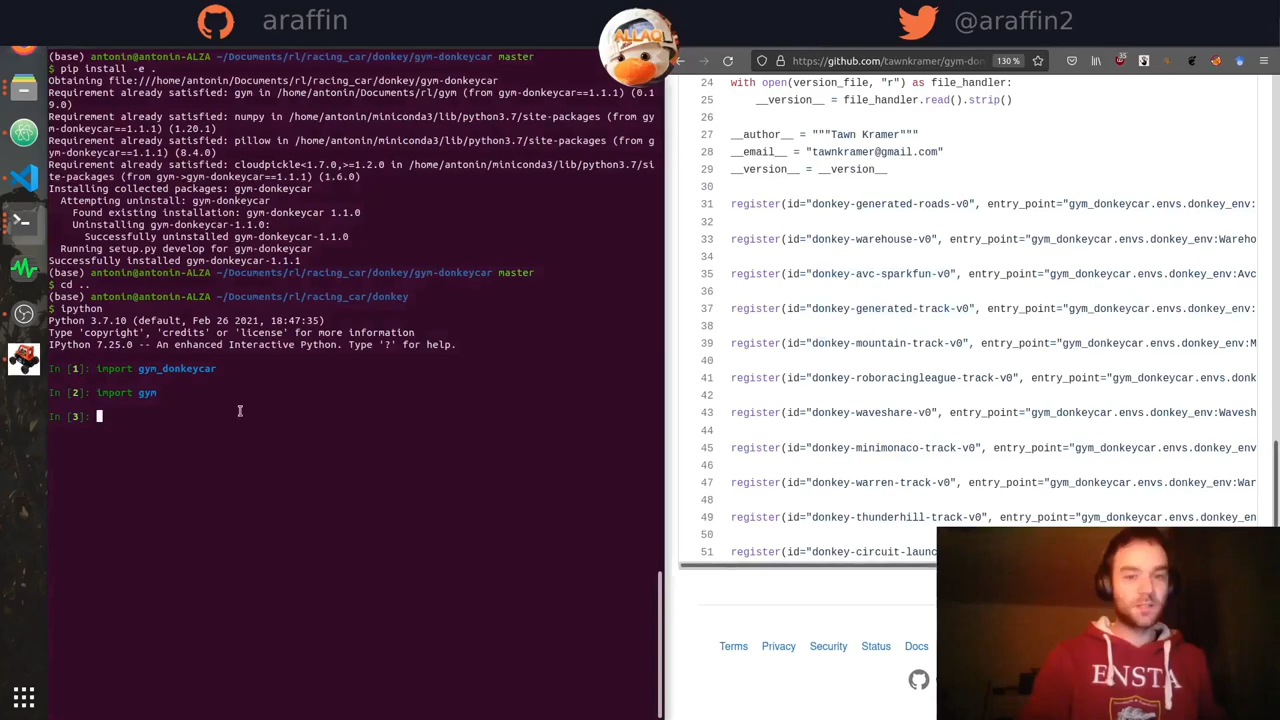 araffin
@araffin2
ALLAQ
(base) antonin@antonin-ALZA ~/Documents/rl/racing_car/donkey/gym-donkeycar master
$ pip install -e .
Obtaining file:///home/antonin/Documents/rl/racing_car/donkey/gym-donkeycar
Requirement already satisfied: gym in /home/antonin/Documents/rl/gym (from gym-donkeycar==1.1.1) (0.1
9.0)
Requirement already satisfied: numpy in /home/antonin/miniconda3/lib/python3.7/site-packages (from gy
m-donkeycar==1.1.1) (1.20.1)
Requirement already satisfied: pillow in /home/antonin/miniconda3/lib/python3.7/site-packages (from g
ym-donkeycar==1.1.1) (8.4.0)
Requirement already satisfied: cloudpickle<1.7.0,>=1.2.0 in /home/antonin/miniconda3/lib/python3.7/si
te-packages (from gym->gym-donkeycar==1.1.1) (1.6.0)
Installing collected packages: gym-donkeycar
Attempting uninstall: gym-donkeycar
Found existing installation: gym-donkeycar 1.1.0
Uninstalling gym-donkeycar-1.1.0:
Successfully uninstalled gym-donkeycar-1.1.0
Running setup.py develop for gym-donkeycar
Successfully installed gym-donkeycar-1.1.1
(base) antonin@antonin-ALZA ~/Documents/rl/racing_car/donkey/gym-donkeycar master
$ cd ..
(base) antonin@antonin-ALZA ~/Documents/rl/racing_car/donkey
$ ipython
Python 3.7.10 (default, Feb 26 2021, 18:47:35)
Type 'copyright', 'credits' or 'license' for more information
IPython 7.25.0 -- An enhanced Interactive Python. Type '?' for help.
In [1]: import gym_donkeycar
In [2]: import gym
In [3]:
https://github.com/tawnkramer/gym-don 130 %
24 with open(version_file, "r") as file_handler:
25 __version__ = file_handler.read().strip()
26
27 __author__ = """Tawn Kramer"""
28 __email__ = "tawnkramer@gmail.com"
29 __version__ = __version__
30
31 register(id="donkey-generated-roads-v0", entry_point="gym_donkeycar.envs.donkey_env:
32
33 register(id="donkey-warehouse-v0", entry_point="gym_donkeycar.envs.donkey_env:Wareho
34
35 register(id="donkey-avc-sparkfun-v0", entry_point="gym_donkeycar.envs.donkey_env:Avc
36
37 register(id="donkey-generated-track-v0", entry_point="gym_donkeycar.envs.donkey_env:
38
39 register(id="donkey-mountain-track-v0", entry_point="gym_donkeycar.envs.donkey_env:M
40
41 register(id="donkey-roboracingleague-track-v0", entry_point="gym_donkeycar.envs.donk
42
43 register(id="donkey-waveshare-v0", entry_point="gym_donkeycar.envs.donkey_env:Wavesh
44
45 register(id="donkey-minimonaco-track-v0", entry_point="gym_donkeycar.envs.donkey_env
46
47 register(id="donkey-warren-track-v0", entry_point="gym_donkeycar.envs.donkey_env:War
48
49 register(id="donkey-thunderhill-track-v0", entry_point="gym_donkeycar.envs.donkey_en
50
51 register(id="donkey-circuit-launc
Terms Privacy Security Status Docs
ENSTA